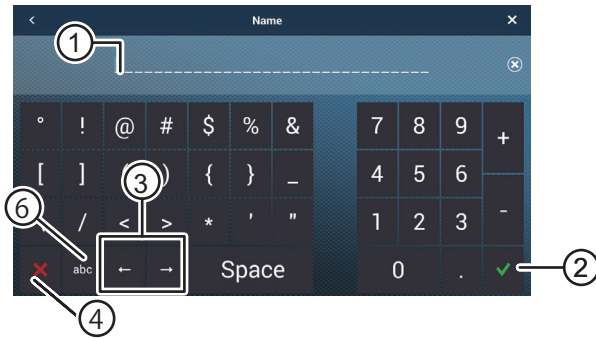 < Name ×
1
° ! @ # $ % & 7 8 9 +
[ ] ) { } _ 4 5 6
3
6
/ < > * ' " 1 2 3 -
abc ← → Space 0 .
2
4